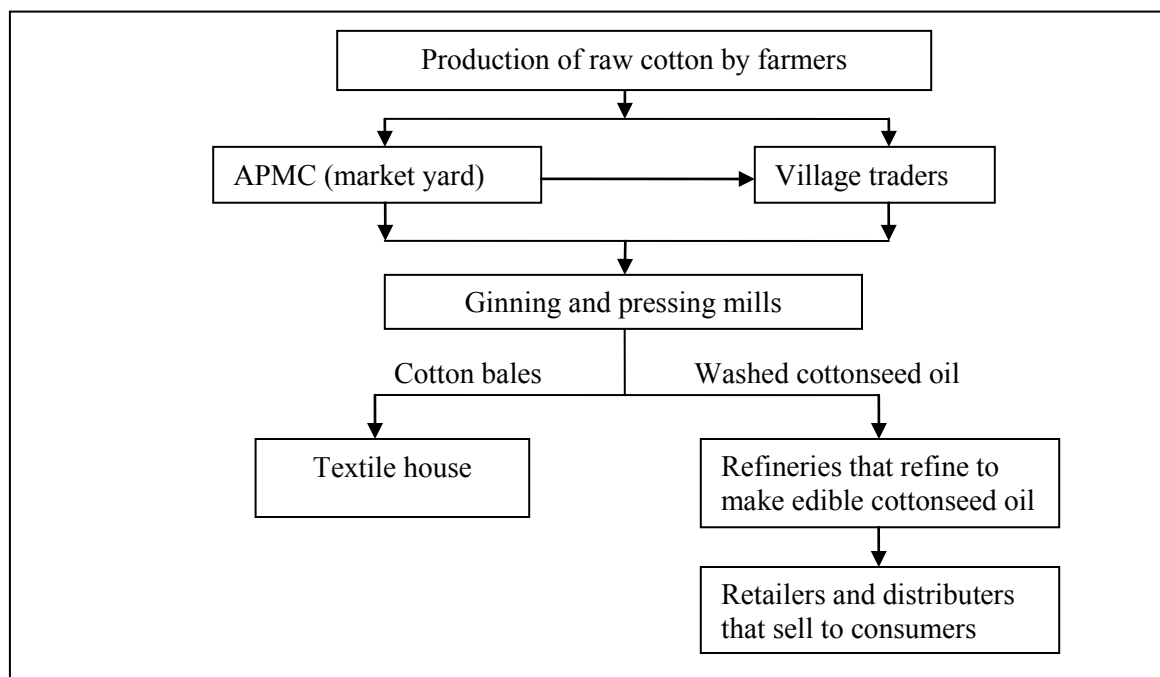 Production of raw cotton by farmers
APMC (market yard)
Village traders
Ginning and pressing mills
Cotton bales
Washed cottonseed oil
Textile house
Refineries that refine to
make edible cottonseed oil
Retailers and distributers
that sell to consumers